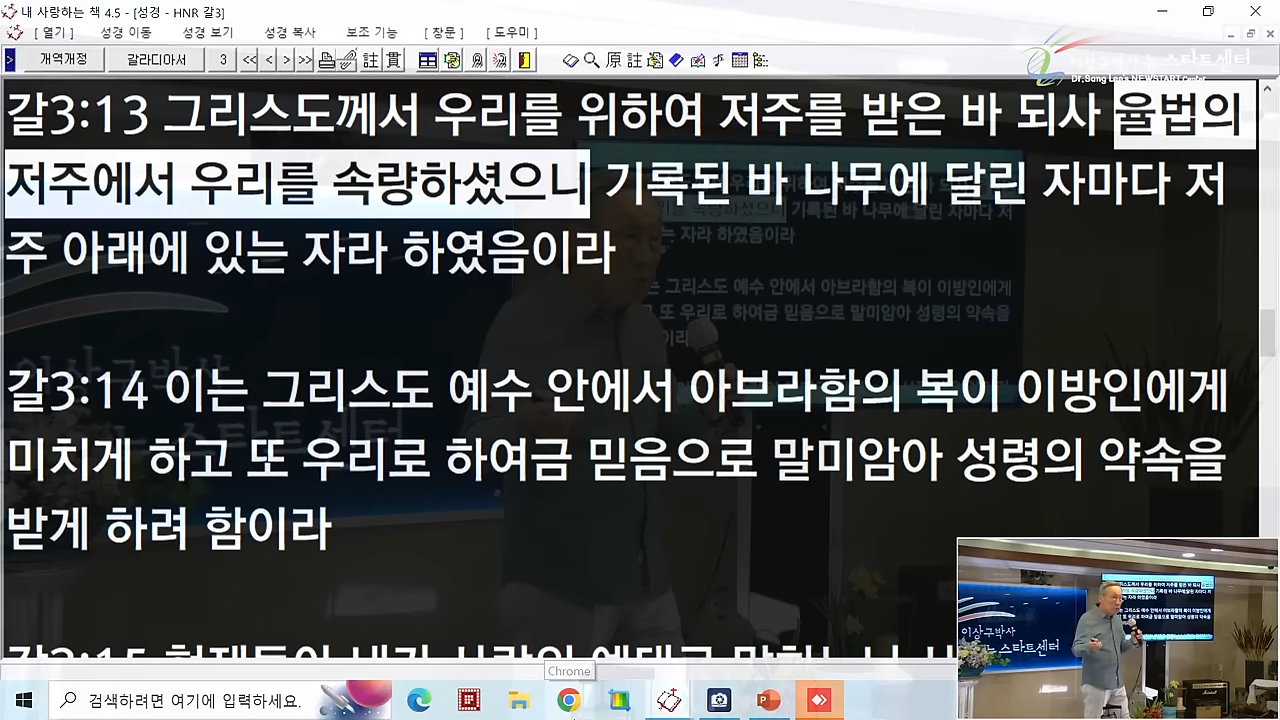 내 사랑하는 책 4.5 - [성경 - HNR 갈3]
[ 열기 ] 성경 이동 성경 보기 성경 복사 보조 기능 [ 창문 ] [ 도우미 ]
개역개정 갈라디아서 3 << < > >> 註 貫 原 註
이상구박사 뉴스타트센터
Dr.Sang Lee's NEWSTART Center
갈3:13 그리스도께서 우리를 위하여 저주를 받은 바 되사 율법의
저주에서 우리를 속량하셨으니 기록된 바 나무에 달린 자마다 저
주 아래에 있는 자라 하였음이라
갈3:14 이는 그리스도 예수 안에서 아브라함의 복이 이방인에게
미치게 하고 또 우리로 하여금 믿음으로 말미암아 성령의 약속을
받게 하려 함이라
이상구박사
뉴스타트센터
Chrome
검색하려면 여기에 입력하세요.